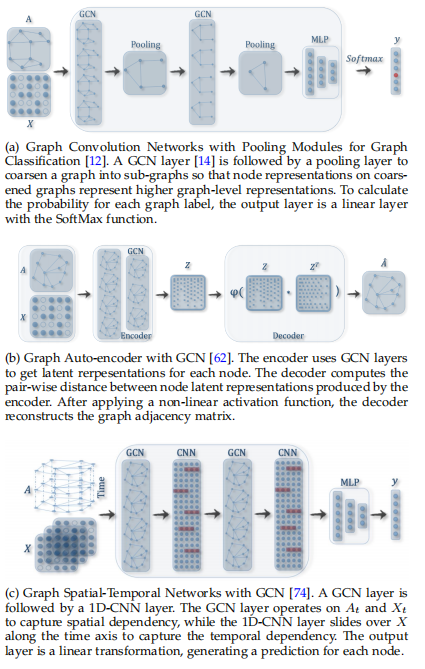 A
GCN
GCN
Pooling
Pooling
MLP
Softmax
y
X
(a) Graph Convolution Networks with Pooling Modules for Graph
Classification [12]. A GCN layer [14] is followed by a pooling layer to
coarsen a graph into sub-graphs so that node representations on coars-
ened graphs represent higher graph-level representations. To calculate
the probability for each graph label, the output layer is a linear layer
with the SoftMax function.
A
X
GCN
Encoder
Z
φ(
Z
*
Zᵀ
)
Decoder
Â
(b) Graph Auto-encoder with GCN [62]. The encoder uses GCN layers
to get latent rerpesentations for each node. The decoder computes the
pair-wise distance between node latent representations produced by the
encoder. After applying a non-linear activation function, the decoder
reconstructs the graph adjacency matrix.
A
Time
X
GCN
CNN
GCN
CNN
MLP
y
(c) Graph Spatial-Temporal Networks with GCN [74]. A GCN layer is
followed by a 1D-CNN layer. The GCN layer operates on Aₜ and Xₜ
to capture spatial dependency, while the 1D-CNN layer slides over X
along the time axis to capture the temporal dependency. The output
layer is a linear transformation, generating a prediction for each node.